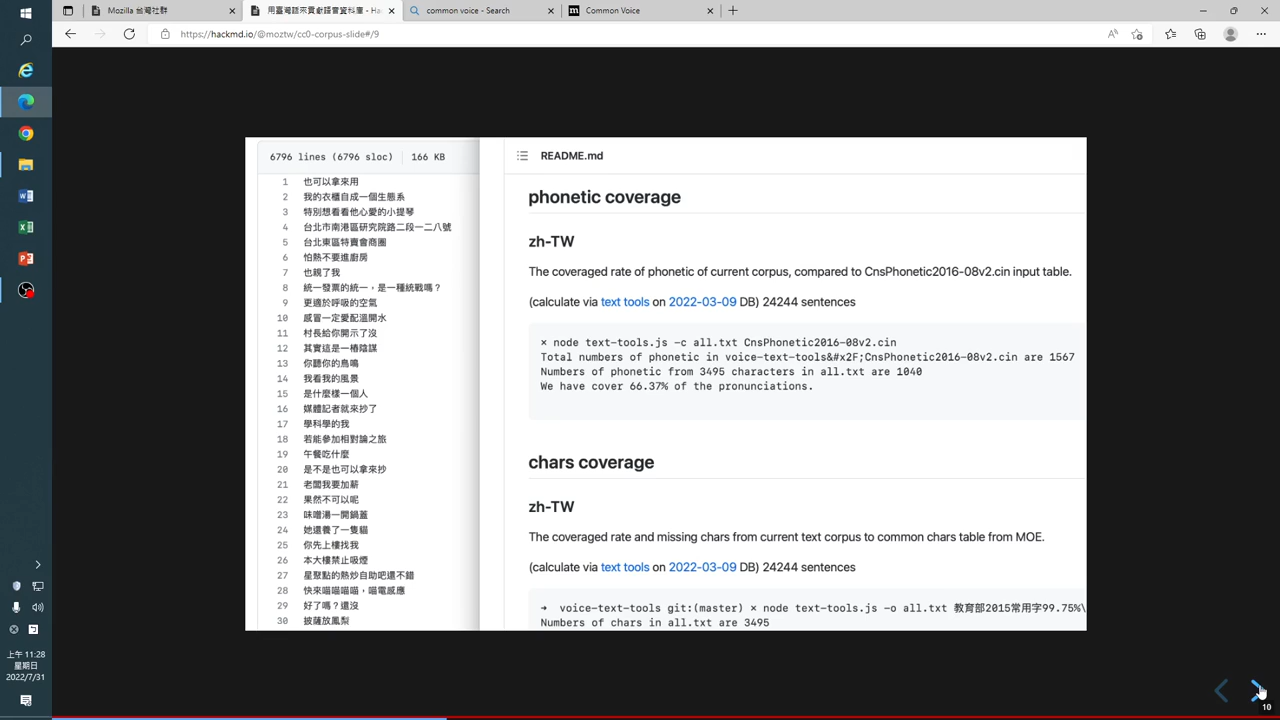 Mozilla 台灣社群
用臺灣語來貢獻語音資料庫 - Ha
common voice - Search
Common Voice
https://hackmd.io/@moztw/cc0-corpus-slide#/9
6796 lines (6796 sloc) 166 KB
1 也可以拿來用
2 我的衣櫃自成一個生態系
3 特別想看看他心愛的小提琴
4 台北市南港區研究院路二段一二八號
5 台北東區特賣會商圈
6 怕熱不要進廚房
7 也親了我
8 統一發票的統一，是一種統戰嗎？
9 更適於呼吸的空氣
10 感冒一定愛配溫開水
11 村長給你開示了沒
12 其實這是一樁陰謀
13 你聽你的鳥鳴
14 我看我的風景
15 是什麼樣一個人
16 媒體記者就來抄了
17 學科學的我
18 若能參加相對論之旅
19 午餐吃什麼
20 是不是也可以拿來抄
21 老闆我要加薪
22 果然不可以呢
23 味噌湯一開鍋蓋
24 她還養了一隻貓
25 你先上樓找我
26 本大樓禁止吸煙
27 星聚點的熱炒自助吧還不錯
28 快來喵喵喵喵，喵電感應
29 好了嗎？還沒
30 披薩放鳳梨
README.md
phonetic coverage
zh-TW
The coveraged rate of phonetic of current corpus, compared to CnsPhonetic2016-08v2.cin input table.
(calculate via text tools on 2022-03-09 DB) 24244 sentences
× node text-tools.js -c all.txt CnsPhonetic2016-08v2.cin
Total numbers of phonetic in voice-text-tools&#x2F;CnsPhonetic2016-08v2.cin are 1567
Numbers of phonetic from 3495 characters in all.txt are 1040
We have cover 66.37% of the pronunciations.
chars coverage
zh-TW
The coveraged rate and missing chars from current text corpus to common chars table from MOE.
(calculate via text tools on 2022-03-09 DB) 24244 sentences
➜ voice-text-tools git:(master) × node text-tools.js -o all.txt 教育部2015常用字99.75%\
Numbers of chars in all.txt are 3495
上午 11:28
星期日
2022/7/31
10